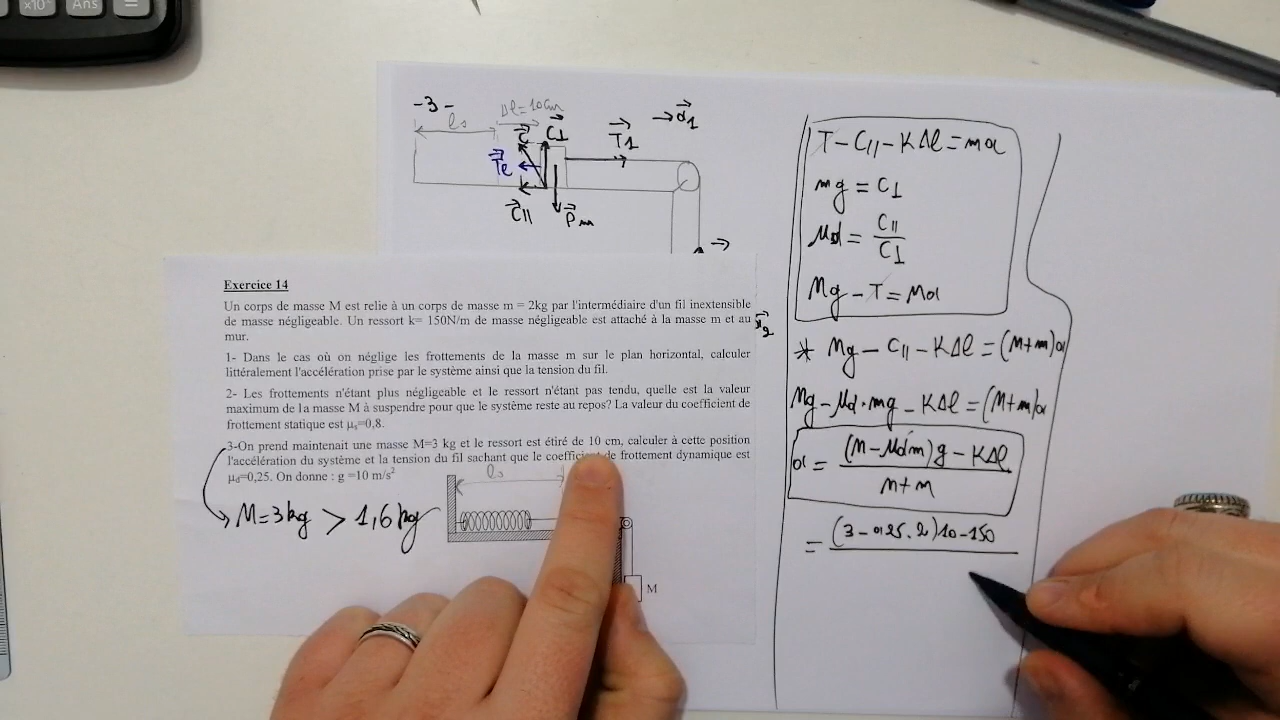 x10ˣ Ans =
-3-
ls Δl=10cm
C⃗ C⃗⊥ T⃗1 → a⃗1
T⃗e
C⃗|| P⃗m
Exercice 14
Un corps de masse M est relie à un corps de masse m = 2kg par l'intermédiaire d'un fil inextensible
de masse négligeable. Un ressort k= 150N/m de masse négligeable est attaché à la masse m et au
mur.
1- Dans le cas où on néglige les frottements de la masse m sur le plan horizontal, calculer
littéralement l'accélération prise par le système ainsi que la tension du fil.
2- Les frottements n'étant plus négligeable et le ressort n'étant pas tendu, quelle est la valeur
maximum de la masse M à suspendre pour que le système reste au repos? La valeur du coefficient de
frottement statique est μs=0,8.
3-On prend maintenait une masse M=3 kg et le ressort est étiré de 10 cm, calculer à cette position
l'accélération du système et la tension du fil sachant que le coefficient de frottement dynamique est
μd=0,25. On donne : g =10 m/s²
ls
M=3kg > 1,6kg
M
T - C|| - KΔl = ma
mg = C⊥
μd = C||/C⊥
Mg - T = Ma
* Mg - C|| - KΔl = (M+m)a
Mg - μd·mg - KΔl = (M+m)a
a = (M - μd m)g - KΔl / M+m
= (3-0,25.2)10-150